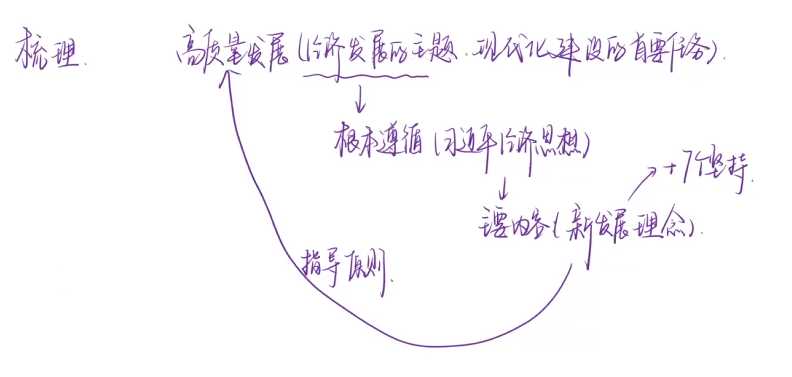 梳理. 高质量发展(经济发展的主题、现代化建设的首要任务).
根本遵循(习近平经济思想)
+7个坚持.
主要内容(新发展理念).
指导原则.